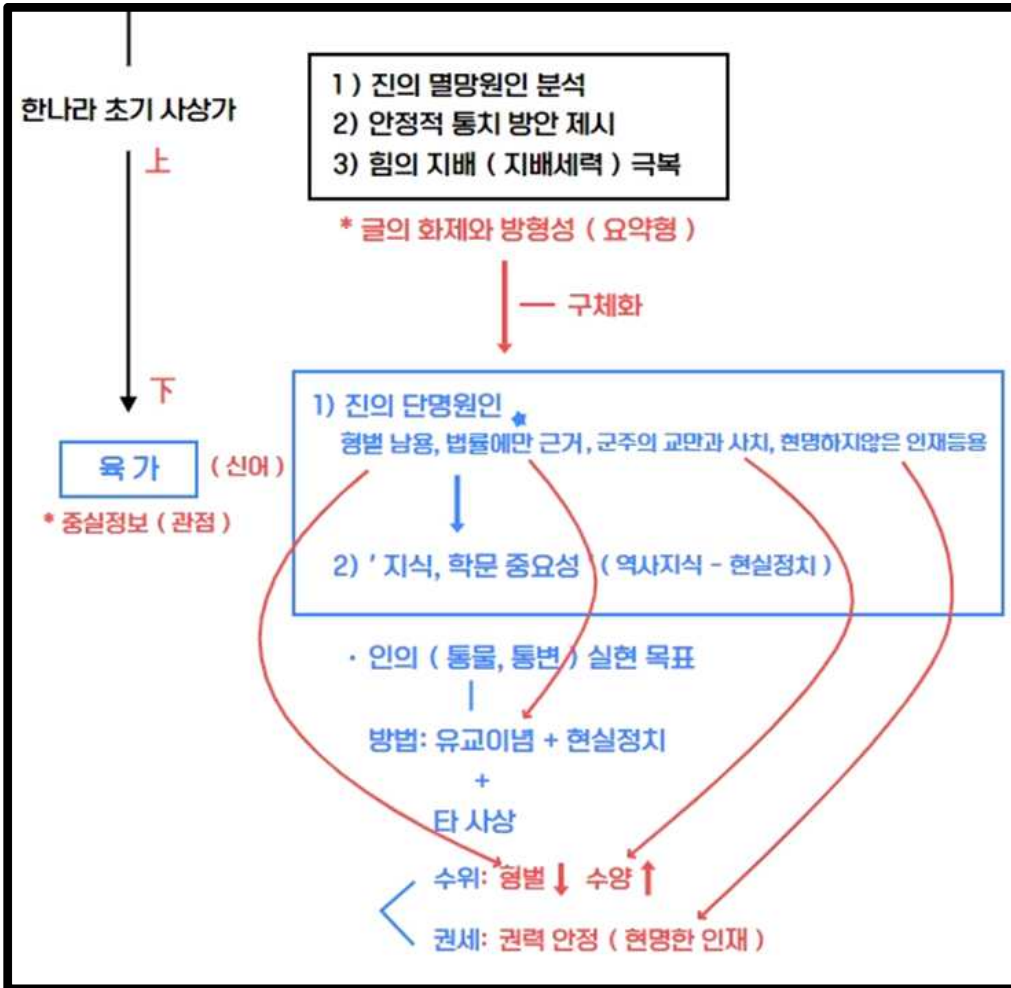 한나라 초기 사상가
上
下
1 ) 진의 멸망원인 분석
2) 안정적 통치 방안 제시
3) 힘의 지배 ( 지배세력 ) 극복
* 글의 화제와 방형성 ( 요약형 )
구체화
육 가 ( 신어 )
* 중실정보 ( 관점 )
1) 진의 단명원인
형벌 남용, 법률에만 근거, 군주의 교만과 사치, 현명하지않은 인재등용
2) ' 지식, 학문 중요성 ' ( 역사지식 - 현실정치 )
· 인의 ( 통물, 통변 ) 실현 목표
방법: 유교이념 + 현실정치
+
타 사상
수위: 형벌 수양
권세: 권력 안정 ( 현명한 인재 )